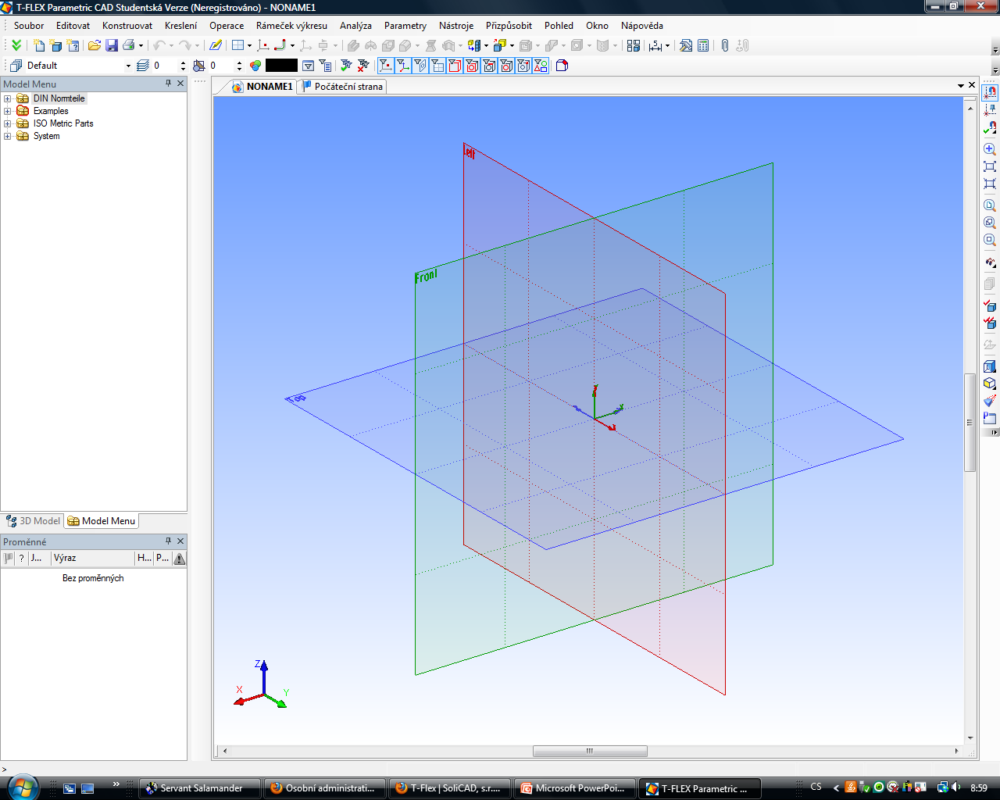 T-FLEX Parametric CAD Studentská Verze (Neregistrováno) - NONAME1
Soubor Editovat Konstruovat Kreslení Operace Rámeček výkresu Analýza Parametry Nástroje Přizpůsobit Pohled Okno Nápověda
Default 0 0
Model Menu
NONAME1 Počáteční strana
DIN Normteile
Examples
ISO Metric Parts
System
Left
Front
Top
3D Model Model Menu
Proměnné
? J... Výraz H... P...
Bez proměnných
Z
X Y
>
Servant Salamander Osobní administrati... T-Flex | SoliCAD, s.r.... Microsoft PowerPoi... T-FLEX Parametric ... CS 8:59